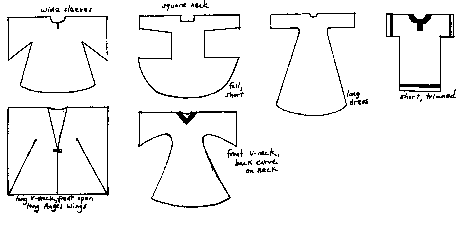 wide sleeves
square neck
full,
short
long
dress
short, trimmed
long V-neck, front open
long Angel Wings
front V-neck,
back curve
on neck